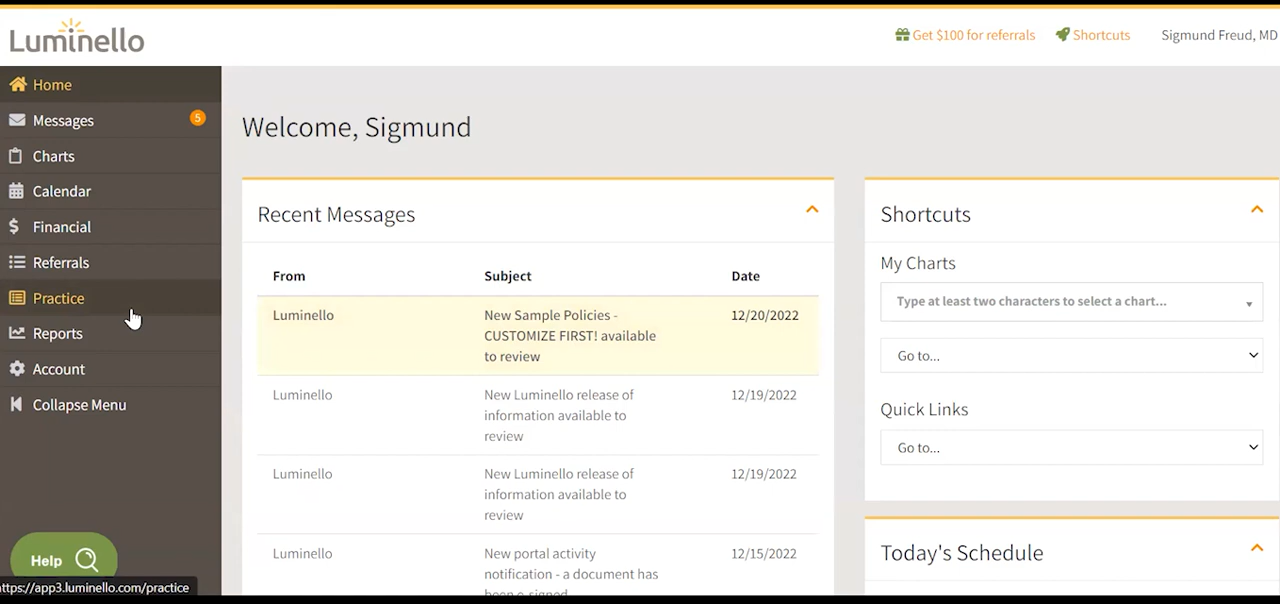 Luminello
Get $100 for referrals
Shortcuts
Sigmund Freud, MD
Home
Messages
5
Charts
Calendar
Financial
Referrals
Practice
Reports
Account
Collapse Menu
Help
https://app3.luminello.com/practice
Welcome, Sigmund
Recent Messages
From Subject Date
Luminello New Sample Policies - 12/20/2022
CUSTOMIZE FIRST! available
to review
Luminello New Luminello release of 12/19/2022
information available to
review
Luminello New Luminello release of 12/19/2022
information available to
review
Luminello New portal activity 12/15/2022
notification - a document has
been e-signed
Shortcuts
My Charts
Type at least two characters to select a chart...
Go to...
Quick Links
Go to...
Today's Schedule